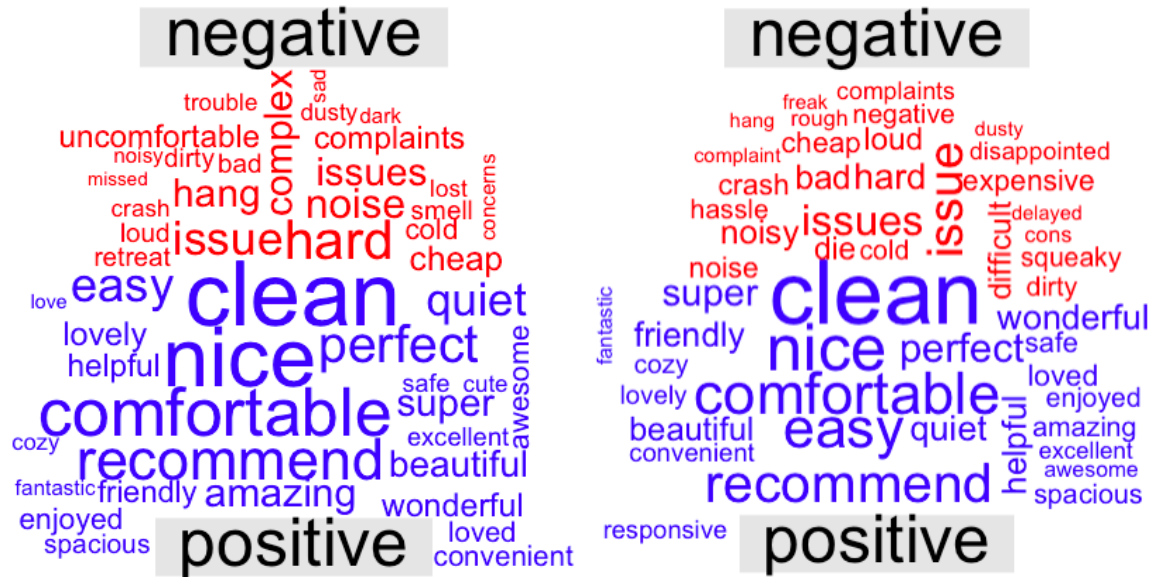 negative
sad
complex
trouble
dusty dark
uncomfortable
complaints
noisy dirty bad
issues
missed
hang
lost
concerns
noise smell
crash
loud
issue hard
cold
retreat
cheap
easy
clean
quiet
love
lovely
nice
perfect
helpful
awesome
safe cute
comfortable
super
cozy
excellent
recommend
beautiful
fantastic friendly amazing
wonderful
enjoyed
loved
spacious
convenient
positive
negative
complaints
freak
hang
rough negative
dusty
cheap loud
complaint
issue
disappointed
crash bad hard
expensive
hassle
issues
difficult
delayed
noisy
cons
die cold
squeaky
noise
dirty
super
clean
fantastic
wonderful
friendly
nice
perfect safe
cozy
loved
lovely
comfortable
enjoyed
helpful
beautiful
easy quiet
amazing
convenient
excellent
awesome
recommend
spacious
responsive
positive